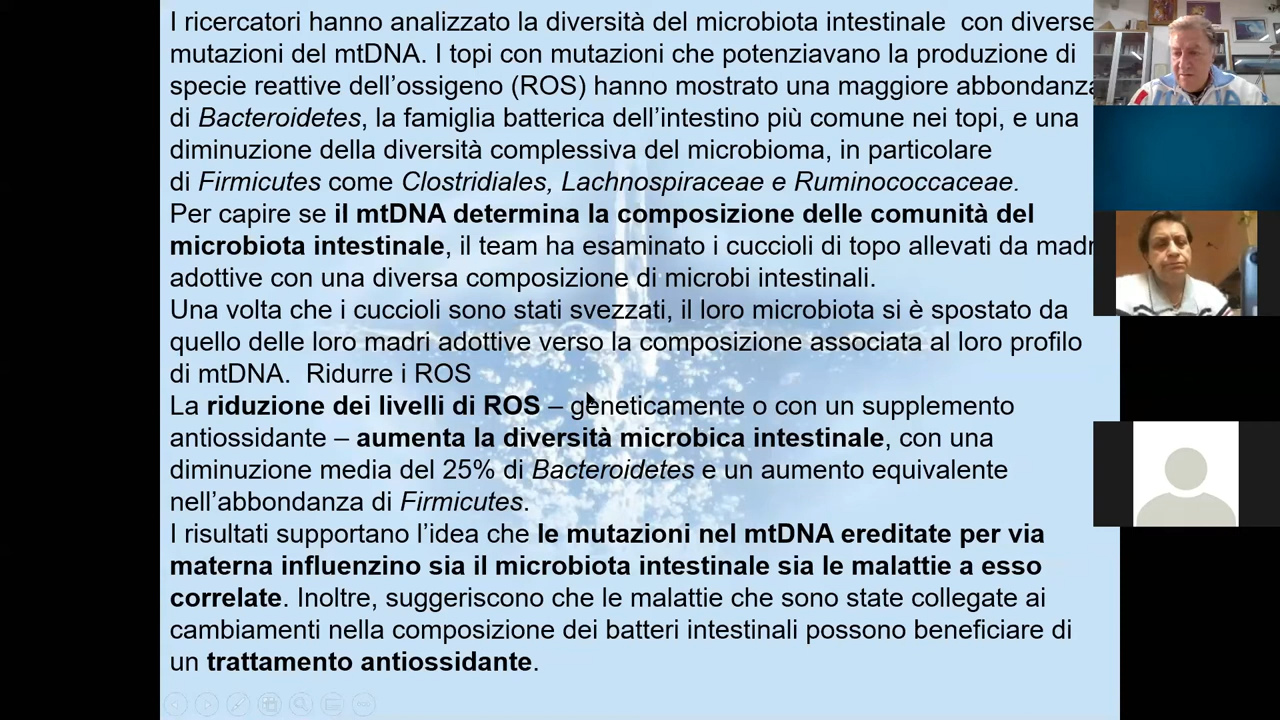 I ricercatori hanno analizzato la diversità del microbiota intestinale  con diverse
mutazioni del mtDNA. I topi con mutazioni che potenziavano la produzione di
specie reattive dell’ossigeno (ROS) hanno mostrato una maggiore abbondanza
di Bacteroidetes, la famiglia batterica dell’intestino più comune nei topi, e una
diminuzione della diversità complessiva del microbioma, in particolare
di Firmicutes come Clostridiales, Lachnospiraceae e Ruminococcaceae.
Per capire se il mtDNA determina la composizione delle comunità del
microbiota intestinale, il team ha esaminato i cuccioli di topo allevati da madr
adottive con una diversa composizione di microbi intestinali.
Una volta che i cuccioli sono stati svezzati, il loro microbiota si è spostato da
quello delle loro madri adottive verso la composizione associata al loro profilo
di mtDNA.  Ridurre i ROS
La riduzione dei livelli di ROS – geneticamente o con un supplemento
antiossidante – aumenta la diversità microbica intestinale, con una
diminuzione media del 25% di Bacteroidetes e un aumento equivalente
nell’abbondanza di Firmicutes.
I risultati supportano l’idea che le mutazioni nel mtDNA ereditate per via
materna influenzino sia il microbiota intestinale sia le malattie a esso
correlate. Inoltre, suggeriscono che le malattie che sono state collegate ai
cambiamenti nella composizione dei batteri intestinali possono beneficiare di
un trattamento antiossidante.